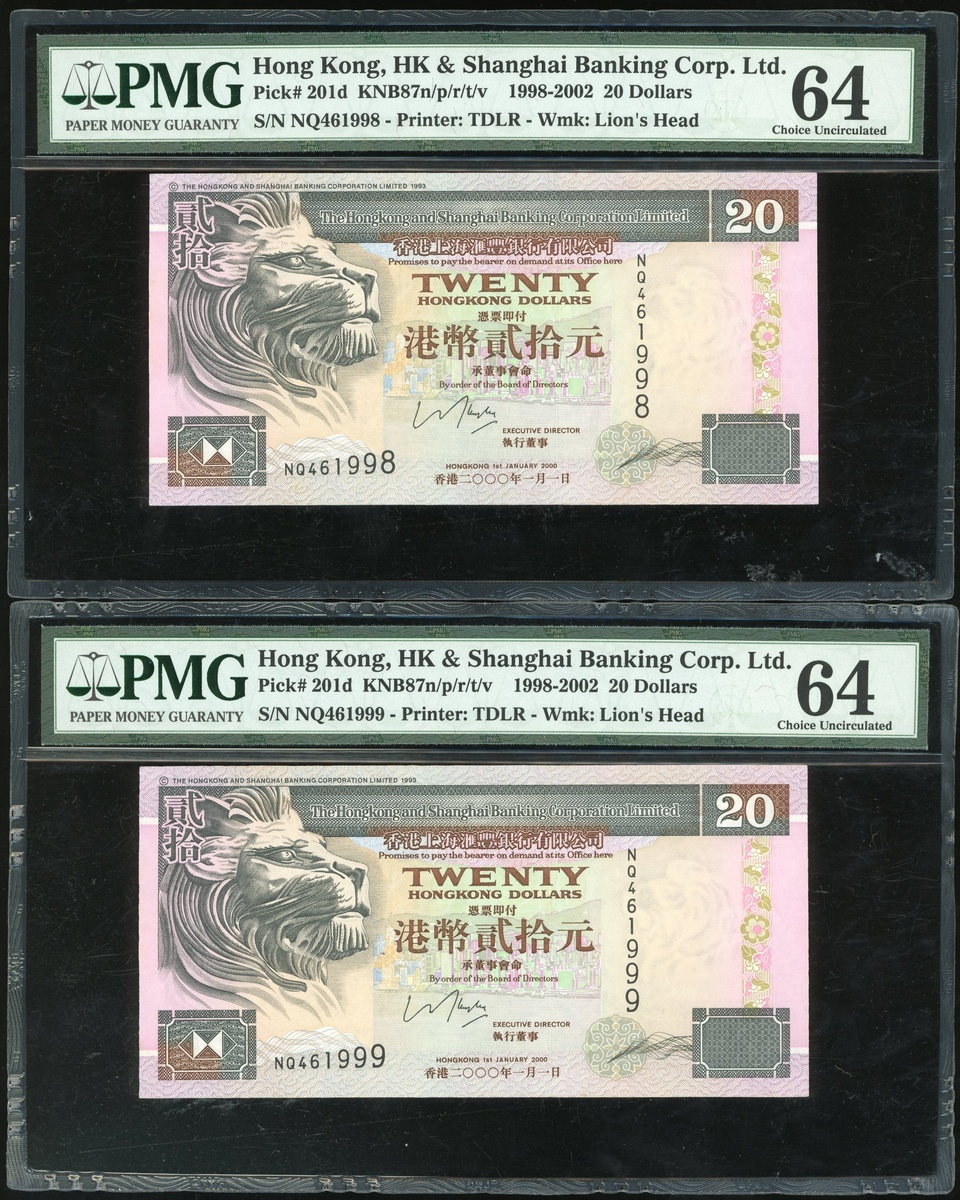 PMG
PAPER MONEY GUARANTY
Hong Kong, HK & Shanghai Banking Corp. Ltd.
Pick# 201d KNB87n/p/r/t/v 1998-2002 20 Dollars
S/N NQ461998 - Printer: TDLR - Wmk: Lion's Head
64
Choice Uncirculated
© THE HONGKONG AND SHANGHAI BANKING CORPORATION LIMITED 1993
貳拾
The Hongkong and Shanghai Banking Corporation Limited
20
香港上海滙豐銀行有限公司
Promises to pay the bearer on demand at its Office here
TWENTY
HONGKONG DOLLARS
憑票即付
港幣貳拾元
承董事會命
By order of the Board of Directors
NQ461998
EXECUTIVE DIRECTOR
執行董事
NQ461998
HONGKONG 1st JANUARY 2000
香港二〇〇〇年一月一日
PMG
PAPER MONEY GUARANTY
Hong Kong, HK & Shanghai Banking Corp. Ltd.
Pick# 201d KNB87n/p/r/t/v 1998-2002 20 Dollars
S/N NQ461999 - Printer: TDLR - Wmk: Lion's Head
64
Choice Uncirculated
© THE HONGKONG AND SHANGHAI BANKING CORPORATION LIMITED 1993
貳拾
The Hongkong and Shanghai Banking Corporation Limited
20
香港上海滙豐銀行有限公司
Promises to pay the bearer on demand at its Office here
TWENTY
HONGKONG DOLLARS
憑票即付
港幣貳拾元
承董事會命
By order of the Board of Directors
NQ461999
EXECUTIVE DIRECTOR
執行董事
NQ461999
HONGKONG 1st JANUARY 2000
香港二〇〇〇年一月一日